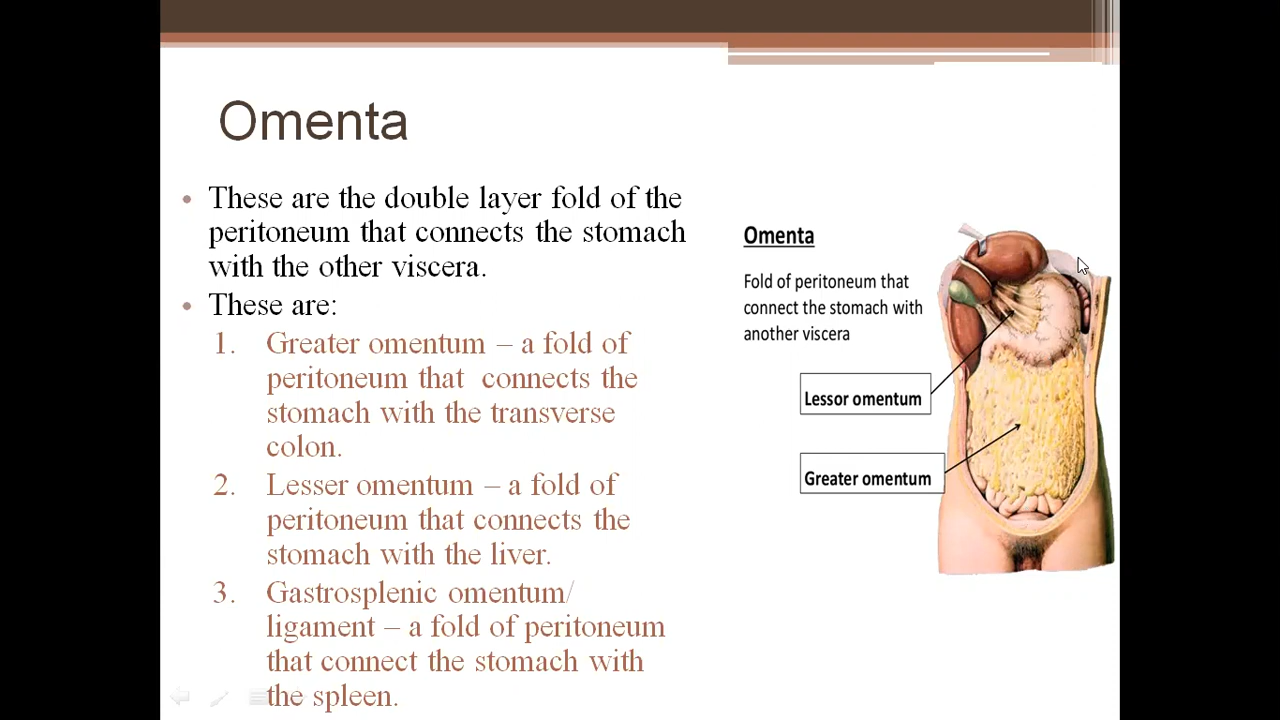 Omenta
• These are the double layer fold of the
peritoneum that connects the stomach
with the other viscera.
• These are:
1. Greater omentum – a fold of
peritoneum that connects the
stomach with the transverse
colon.
2. Lesser omentum – a fold of
peritoneum that connects the
stomach with the liver.
3. Gastrosplenic omentum/
ligament – a fold of peritoneum
that connect the stomach with
the spleen.
Omenta
Fold of peritoneum that
connect the stomach with
another viscera
Lessor omentum
Greater omentum